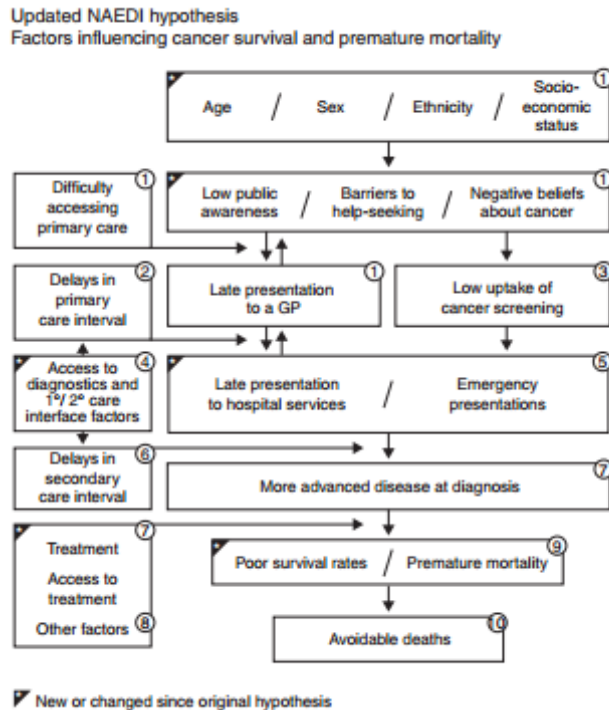 Updated NAEDI hypothesis
Factors influencing cancer survival and premature mortality
1
Age / Sex / Ethnicity / Socio-
economic
status
1
Difficulty
accessing
primary care
1
Low public
awareness / Barriers to
help-seeking / Negative beliefs
about cancer
2
Delays in
primary
care interval
1
Late presentation
to a GP
3
Low uptake of
cancer screening
4
Access to
diagnostics and
1º/ 2º care
interface factors
5
Late presentation
to hospital services / Emergency
presentations
6
Delays in
secondary
care interval
7
More advanced disease at diagnosis
7
Treatment
Access to
treatment
Other factors 8
9
Poor survival rates / Premature mortality
10
Avoidable deaths
New or changed since original hypothesis